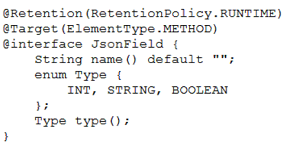 @Retention(RetentionPolicy.RUNTIME)
@Target(ElementType.METHOD)
@interface JsonField {
    String name() default "";
    enum Type {
        INT, STRING, BOOLEAN
    };
    Type type();
}